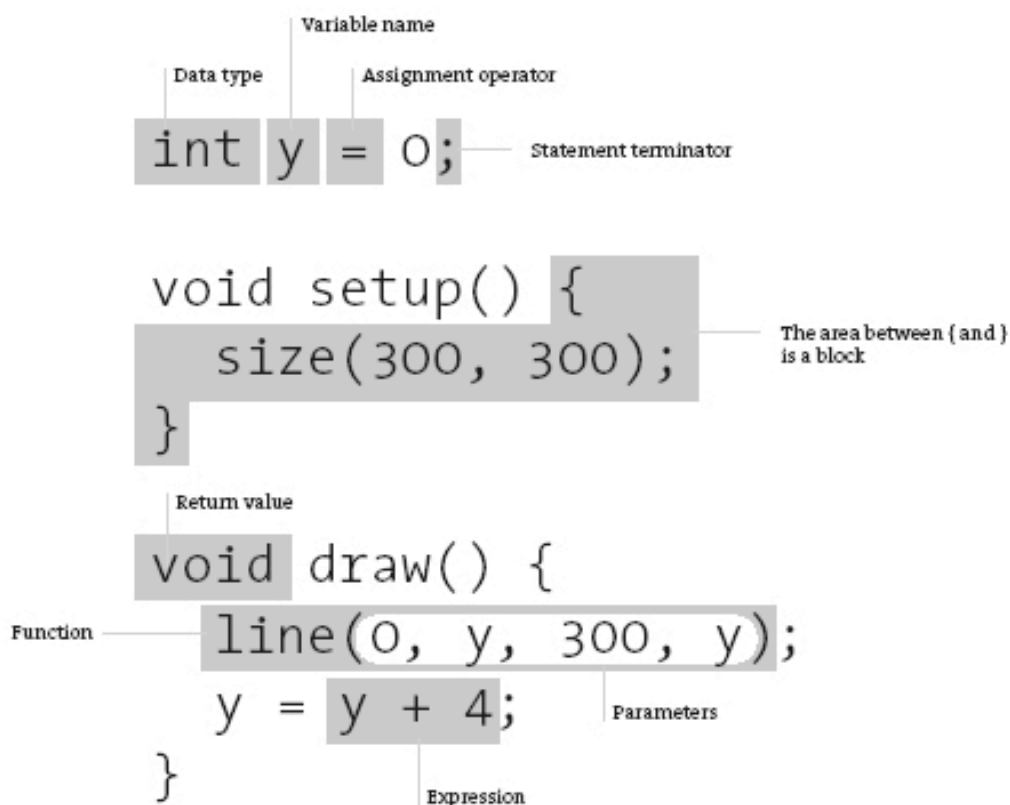 Variable name
Data type
Assignment operator
int y = 0;
Statement terminator
void setup() {
size(300, 300);
}
The area between { and }
is a block
Return value
void draw() {
Function
line(0, y, 300, y);
y = y + 4;
Parameters
}
Expression